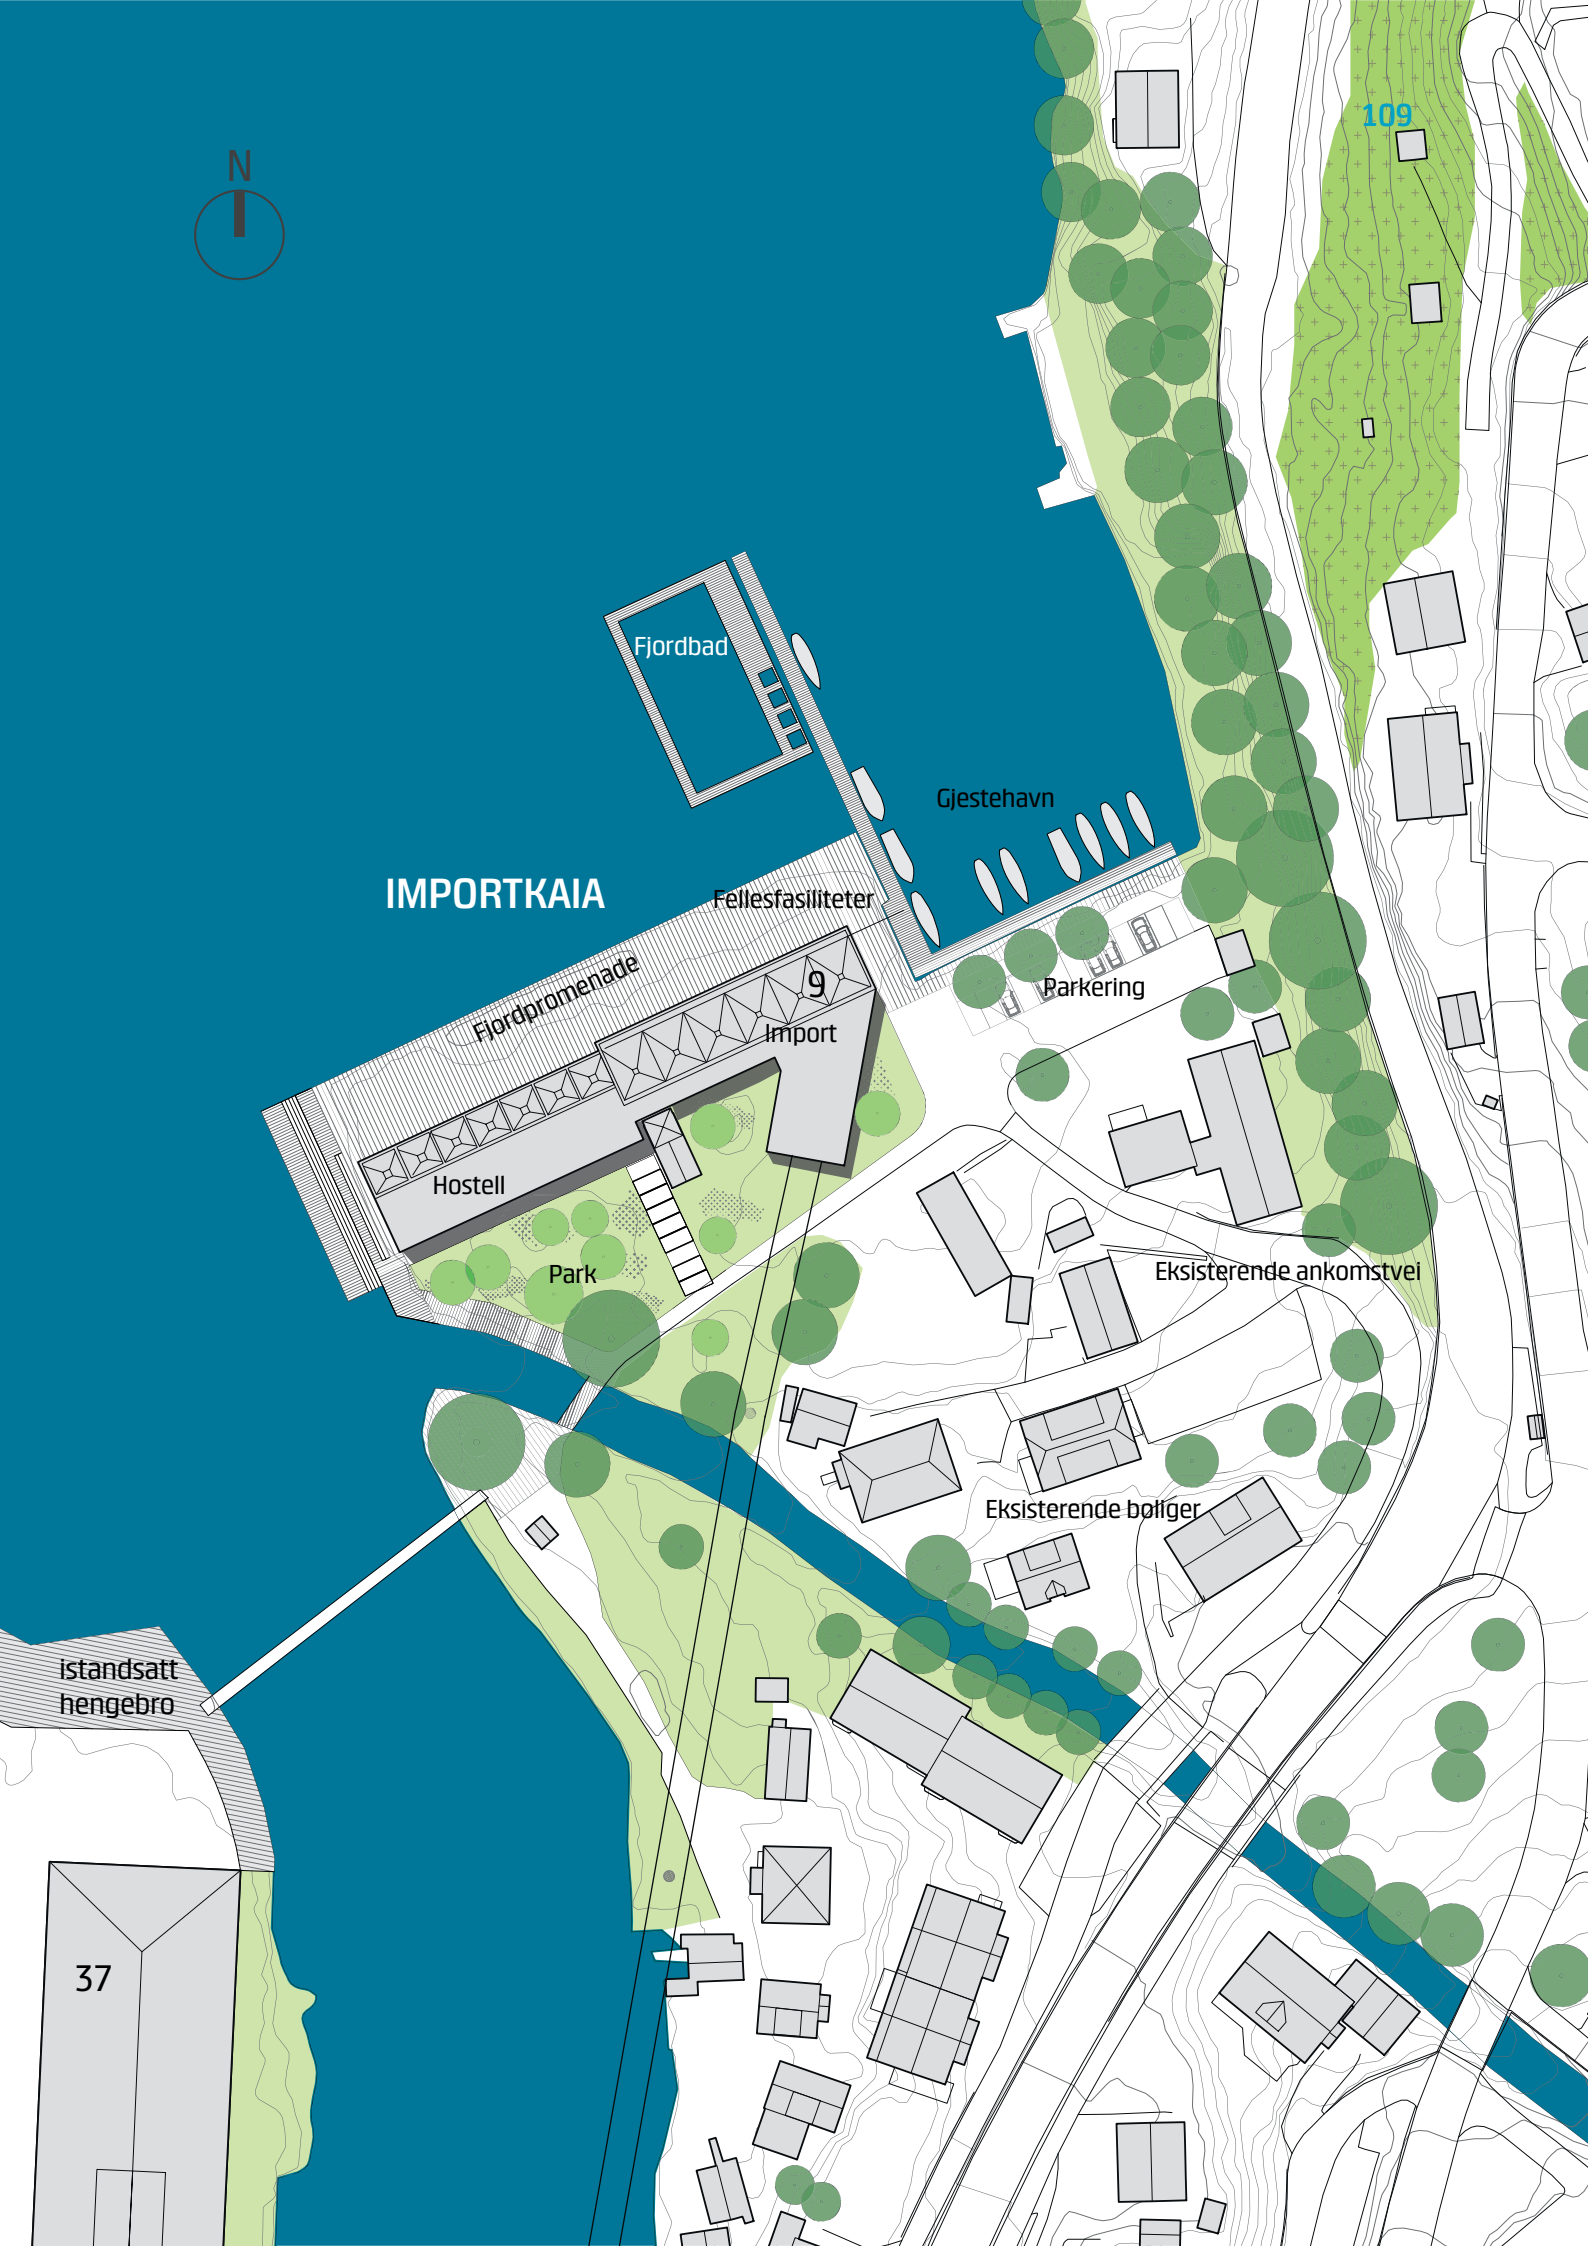 109
N
Fjordbad
Gjestehavn
IMPORTKAIA
Fellesfasiliteter
Fjordpromenade
9
Parkering
Import
Hostell
Park
Eksisterende ankomstvei
Eksisterende boliger
istandsatt
hengebro
37